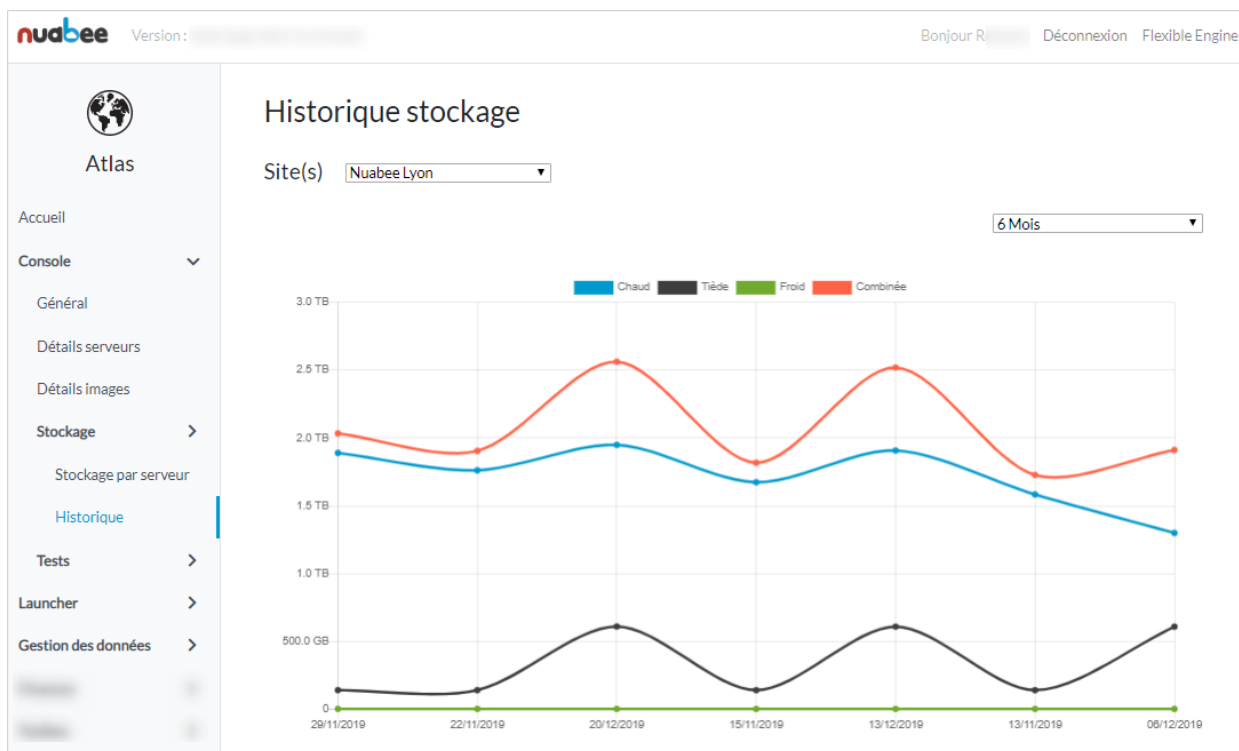 nuabee Version : Bonjour R Déconnexion Flexible Engine
Atlas
Accueil
Console
Général
Détails serveurs
Détails images
Stockage
Stockage par serveur
Historique
Tests
Launcher
Gestion des données
Historique stockage
Site(s) Nuabee Lyon
6 Mois
Chaud Tiède Froid Combinée
3.0 TB
2.5 TB
2.0 TB
1.5 TB
1.0 TB
500.0 GB
0
29/11/2019 22/11/2019 20/12/2019 15/11/2019 13/12/2019 13/11/2019 06/12/2019